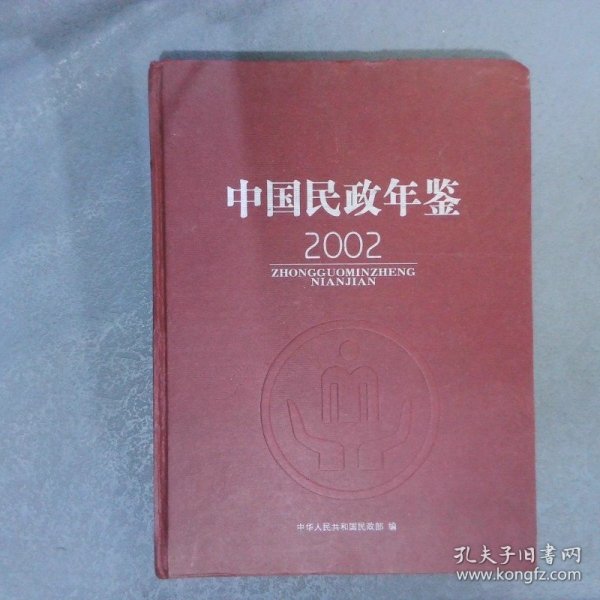 中国民政年鉴
2002
ZHONGGUOMINZHENG
NIANJIAN
中华人民共和国民政部 编
孔夫子旧书网
www.kongfz.com